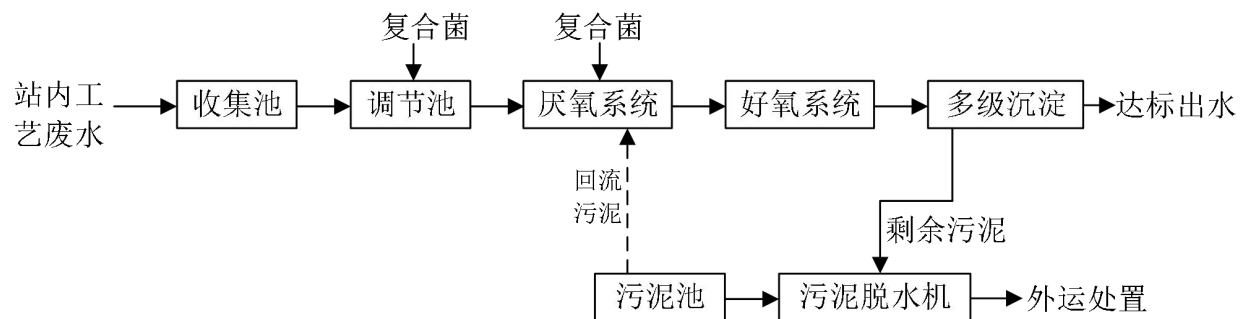 复合菌
复合菌
站内工
艺废水
收集池
调节池
厌氧系统
好氧系统
多级沉淀
达标出水
回流
污泥
剩余污泥
污泥池
污泥脱水机
外运处置